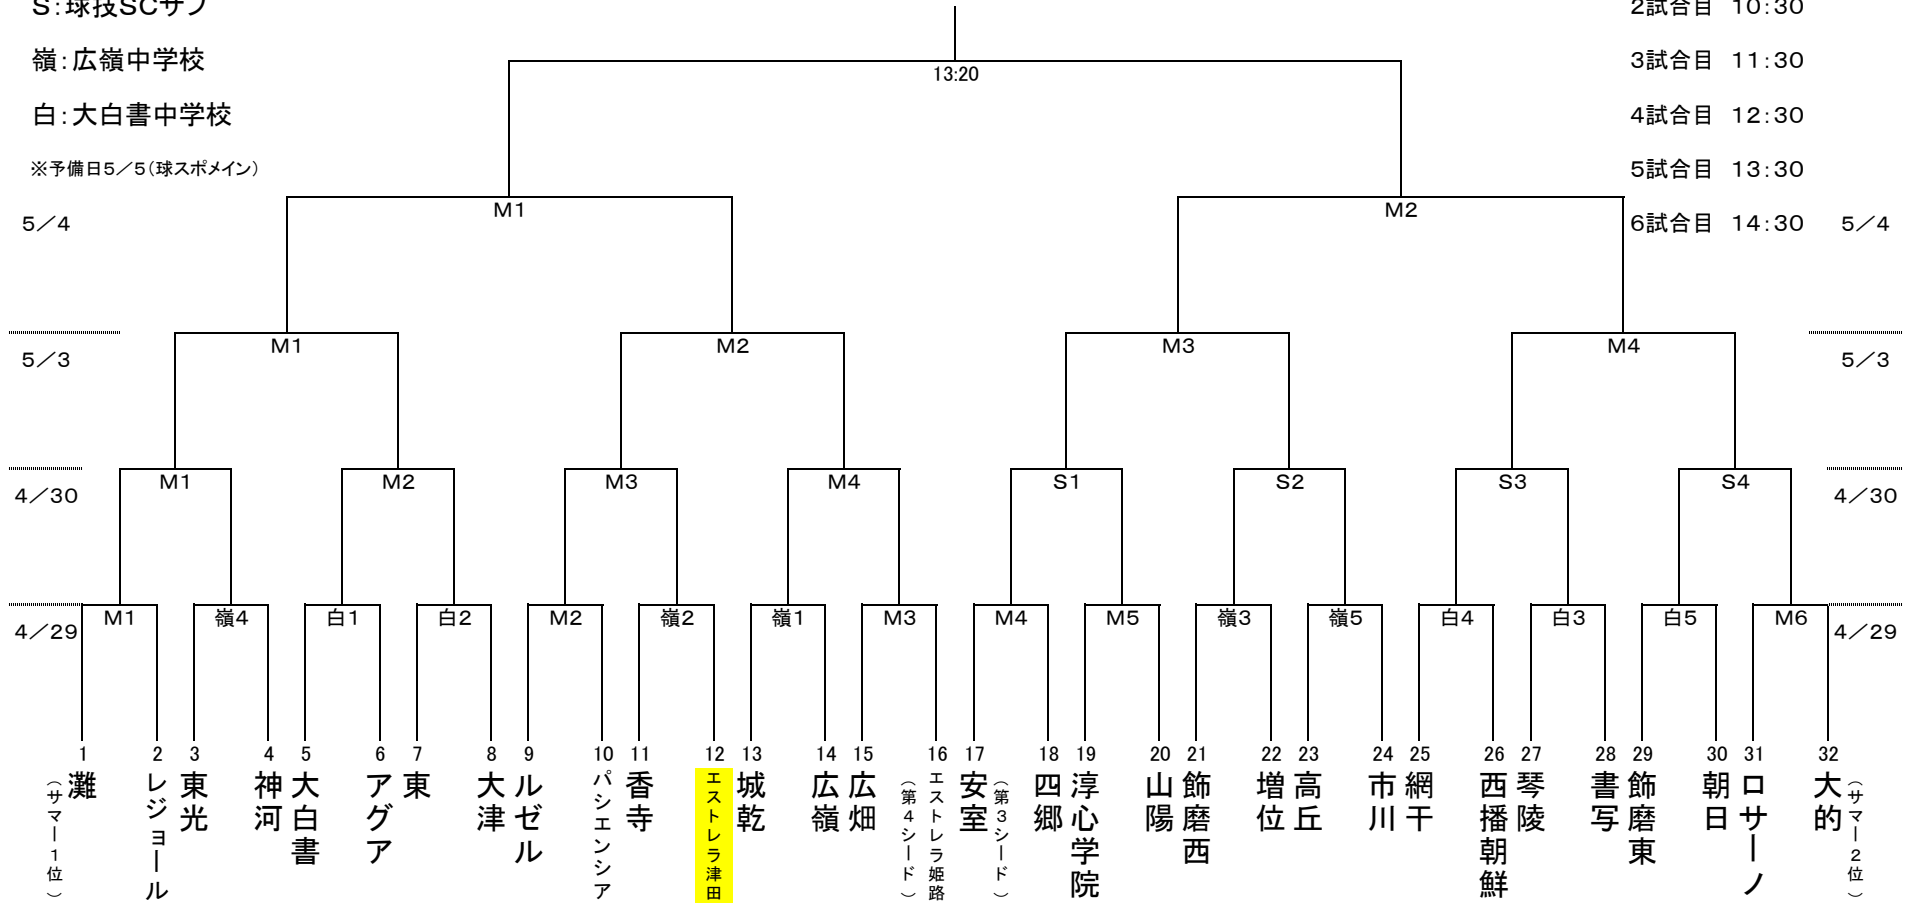 S：球技SCサブ
2試合目　10：30
嶺：広嶺中学校
13:20
3試合目　11：30
白：大白書中学校
4試合目　12：30
※予備日5／5（球スポメイン）
5試合目　13：30
M1
M2
5／4
6試合目　14：30
5／4
M1
M2
M3
M4
5／3
5／3
M1
M2
M3
M4
S1
S2
S3
S4
4／30
4／30
M1
嶺4
白1
白2
M2
嶺2
嶺1
M3
M4
M5
嶺3
嶺5
白4
白3
白5
M6
4／29
4／29
1
2
3
4
5
6
7
8
9
10
11
12
13
14
15
16
17
18
19
20
21
22
23
24
25
26
27
28
29
30
31
32
（サマー1位）
灘
レジョール
東光
神河
大白書
アグア
東
大津
ルゼル
パシエンシア
香寺
エストレラ津田
城乾
広嶺
広畑
（第4シード）
エストレラ姫路
安室
（第3シード）
四郷
淳心学院
山陽
飾磨西
増位
高丘
市川
網干
西播朝鮮
琴陵
書写
飾磨東
朝日
ロサーノ
大的
（サマー2位）